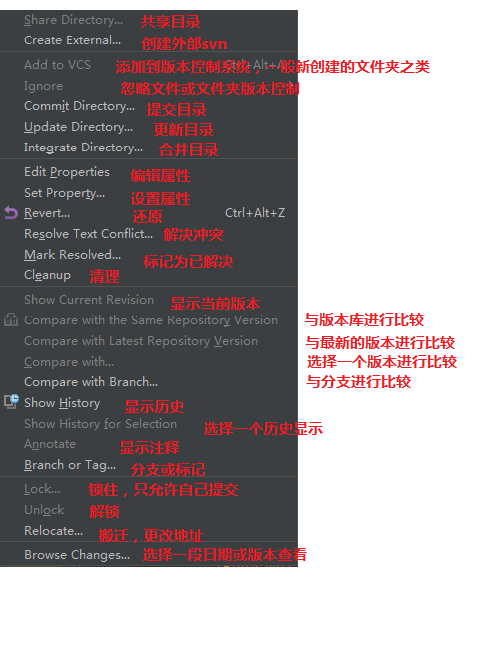 Share Directory... 共享目录
Create External... 创建外部svn
Add to VCS 添加到版本控制系统，一般新创建的文件夹之类
Ignore 忽略文件或文件夹版本控制
Commit Directory... 提交目录
Update Directory... 更新目录
Integrate Directory... 合并目录
Edit Properties 编辑属性
Set Property... 设置属性
Revert... 还原 Ctrl+Alt+Z
Resolve Text Conflict... 解决冲突
Mark Resolved... 标记为已解决
Cleanup 清理
Show Current Revision 显示当前版本
Compare with the Same Repository Version 与版本库进行比较
Compare with Latest Repository Version 与最新的版本进行比较
Compare with... 选择一个版本进行比较
Compare with Branch... 与分支进行比较
Show History 显示历史
Show History for Selection 选择一个历史显示
Annotate 显示注释
Branch or Tag... 分支或标记
Lock... 锁住，只允许自己提交
Unlock 解锁
Relocate... 搬迁，更改地址
Browse Changes... 选择一段日期或版本查看